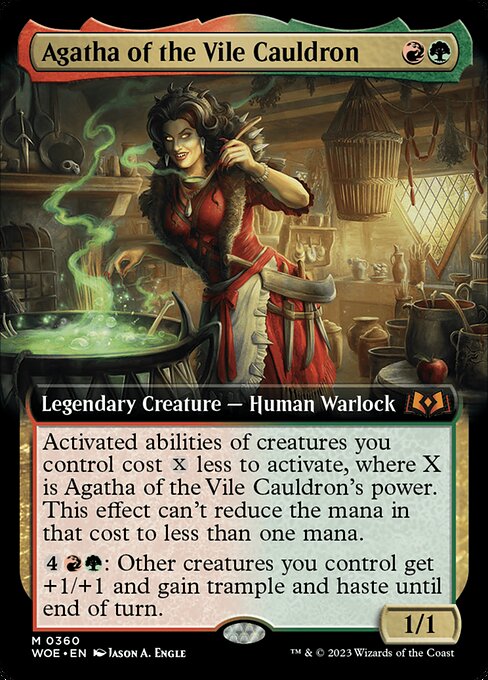 Agatha of the Vile Cauldron
Legendary Creature — Human Warlock
Activated abilities of creatures you
control cost X less to activate, where X
is Agatha of the Vile Cauldron's power.
This effect can't reduce the mana in
that cost to less than one mana.
4: Other creatures you control get
+1/+1 and gain trample and haste until
end of turn.
1/1
M 0360
WOE • EN Jason A. Engle
™ & © 2023 Wizards of the Coast